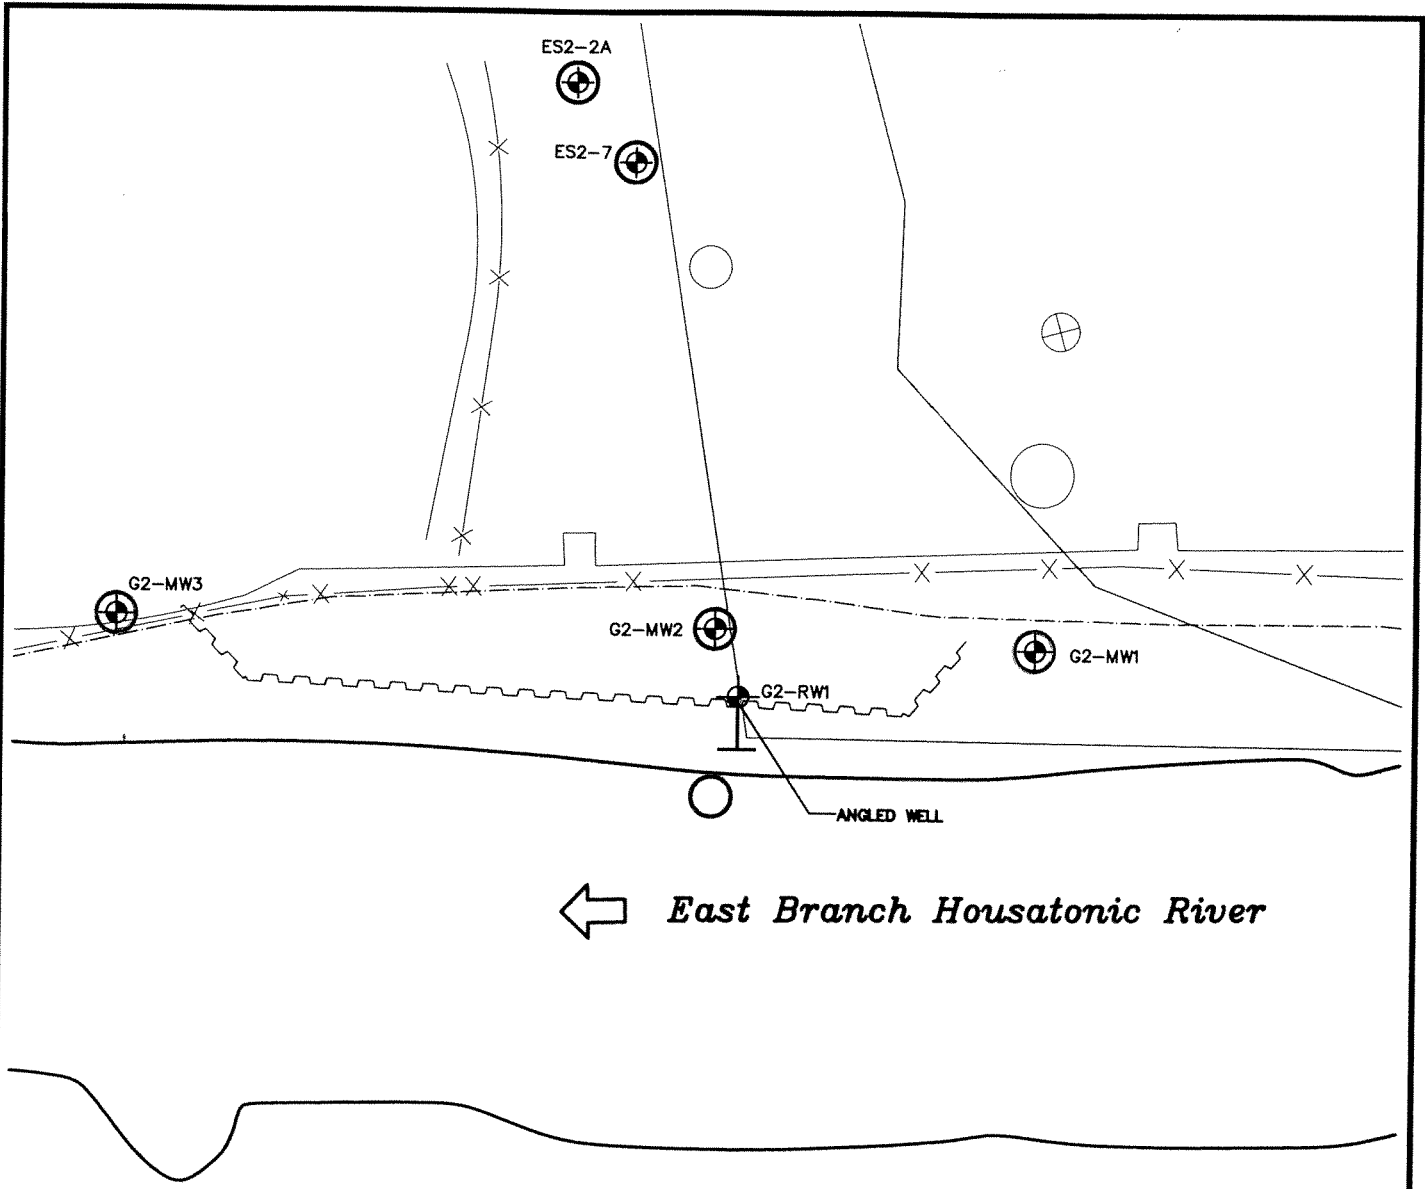 ES2-2A
ES2-7
G2-MW3
G2-MW2
G2-MW1
G2-RW1
ANGLED WELL
East Branch Housatonic River